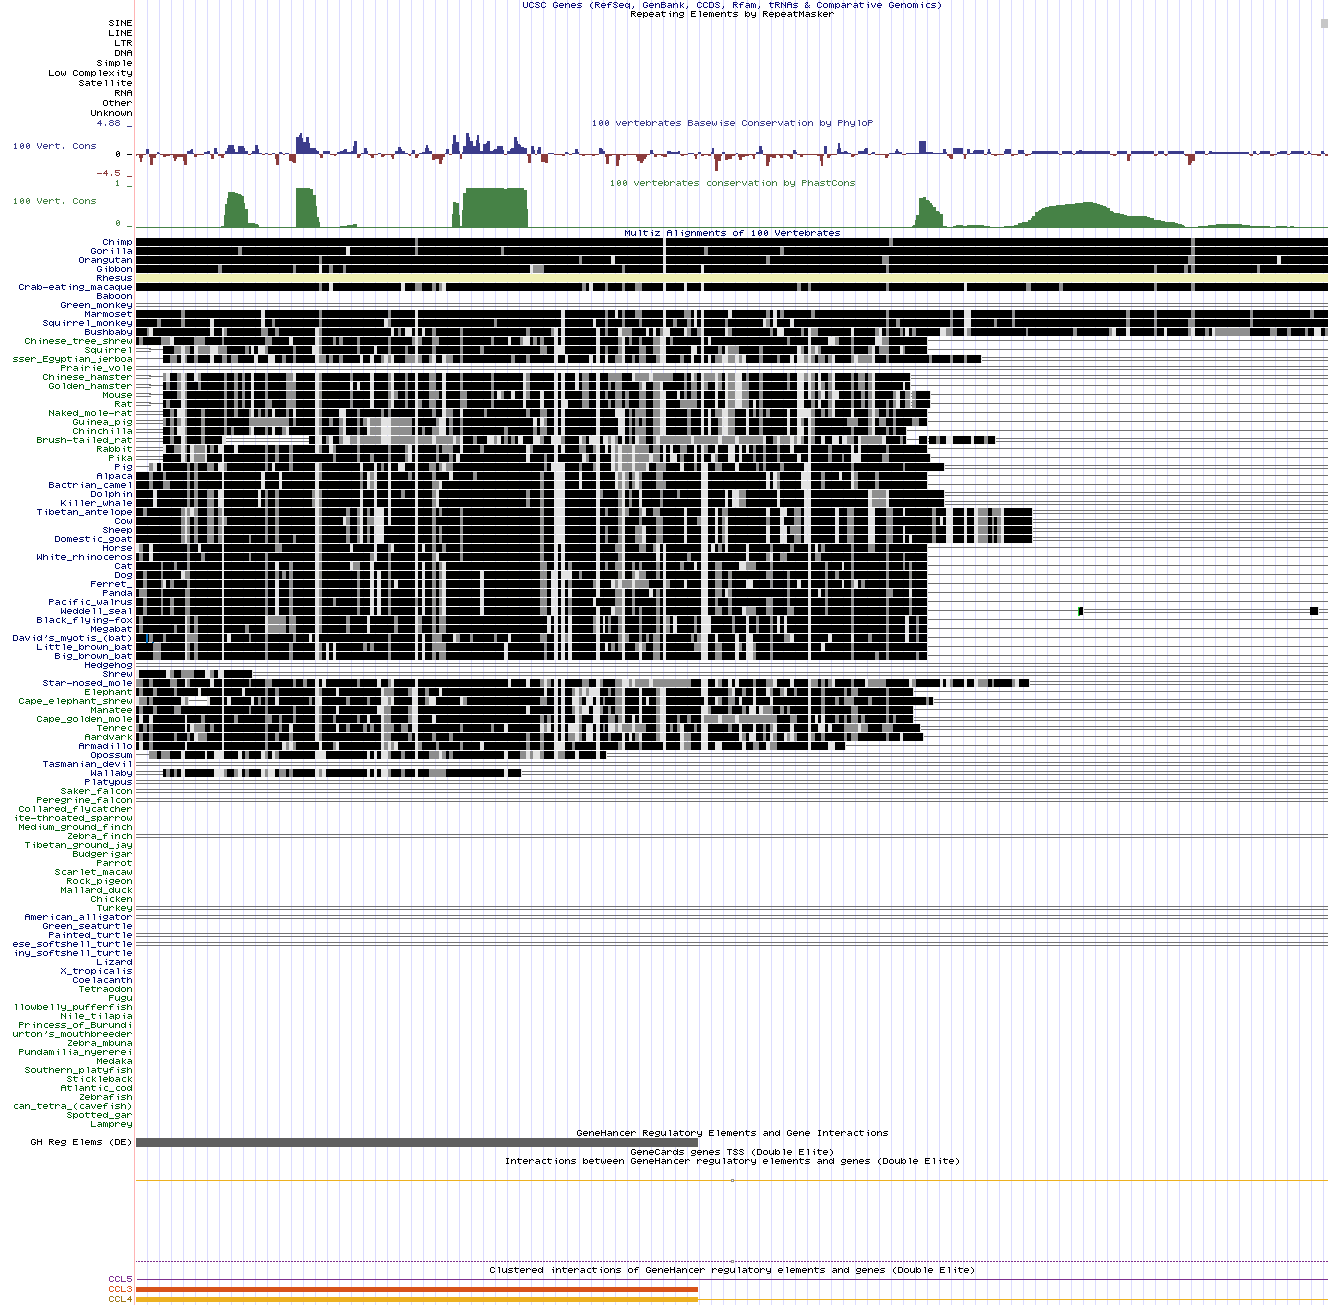 UCSC Genes (RefSeq, GenBank, CCDS, Rfam, tRNAs & Comparative Genomics)
Repeating Elements by RepeatMasker
SINE
LINE
LTR
DNA
Simple
Low Complexity
Satellite
RNA
Other
Unknown
100 vertebrates Basewise Conservation by PhyloP
4.88 _
100 Vert. Cons
0 _
-4.5 _
100 vertebrates conservation by PhastCons
1 _
100 Vert. Cons
0 _
Multiz Alignments of 100 Vertebrates
Chimp
Gorilla
Orangutan
Gibbon
Rhesus
Crab-eating_macaque
Baboon
Green_monkey
Marmoset
Squirrel_monkey
Bushbaby
Chinese_tree_shrew
Squirrel
sser_Egyptian_jerboa
Prairie_vole
Chinese_hamster
Golden_hamster
Mouse
Rat
Naked_mole-rat
Guinea_pig
Chinchilla
Brush-tailed_rat
Rabbit
Pika
Pig
Alpaca
Bactrian_camel
Dolphin
Killer_whale
Tibetan_antelope
Cow
Sheep
Domestic_goat
Horse
White_rhinoceros
Cat
Dog
Ferret_
Panda
Pacific_walrus
Weddell_seal
Black_flying-fox
Megabat
David's_myotis_(bat)
Little_brown_bat
Big_brown_bat
Hedgehog
Shrew
Star-nosed_mole
Elephant
Cape_elephant_shrew
Manatee
Cape_golden_mole
Tenrec
Aardvark
Armadillo
Opossum
Tasmanian_devil
Wallaby
Platypus
Saker_falcon
Peregrine_falcon
Collared_flycatcher
ite-throated_sparrow
Medium_ground_finch
Zebra_finch
Tibetan_ground_jay
Budgerigar
Parrot
Scarlet_macaw
Rock_pigeon
Mallard_duck
Chicken
Turkey
American_alligator
Green_seaturtle
Painted_turtle
ese_softshell_turtle
iny_softshell_turtle
Lizard
X_tropicalis
Coelacanth
Tetraodon
Fugu
llowbelly_pufferfish
Nile_tilapia
Princess_of_Burundi
urton's_mouthbreeder
Zebra_mbuna
Pundamilia_nyererei
Medaka
Southern_platyfish
Stickleback
Atlantic_cod
Zebrafish
can_tetra_(cavefish)
Spotted_gar
Lamprey
GeneHancer Regulatory Elements and Gene Interactions
GH Reg Elems (DE)
GeneCards genes TSS (Double Elite)
Interactions between GeneHancer regulatory elements and genes (Double Elite)
Clustered interactions of GeneHancer regulatory elements and genes (Double Elite)
CCL5
CCL3
CCL4